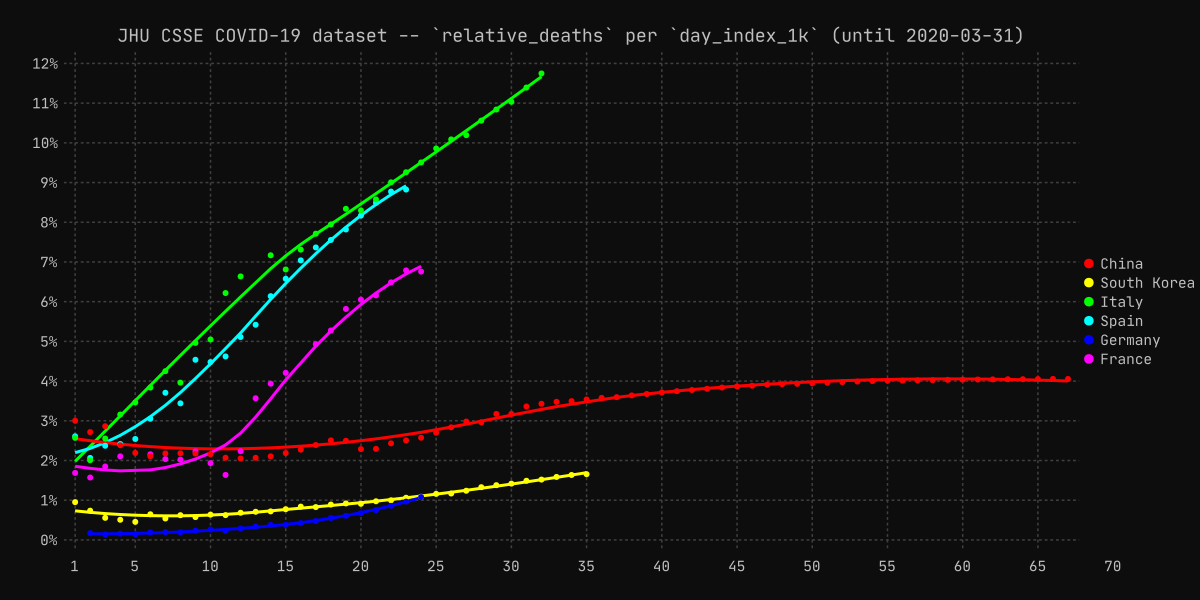 JHU CSSE COVID-19 dataset -- `relative_deaths` per `day_index_1k` (until 2020-03-31)
12%
11%
10%
9%
8%
7%
6%
5%
4%
3%
2%
1%
0%
1 5 10 15 20 25 30 35 40 45 50 55 60 65 70
China
South Korea
Italy
Spain
Germany
France